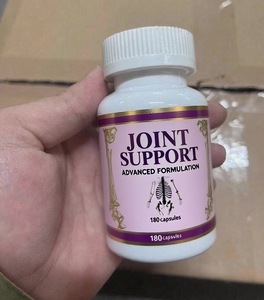 JOINT
SUPPORT
ADVANCED FORMULATION
180 capsules
180 capsules